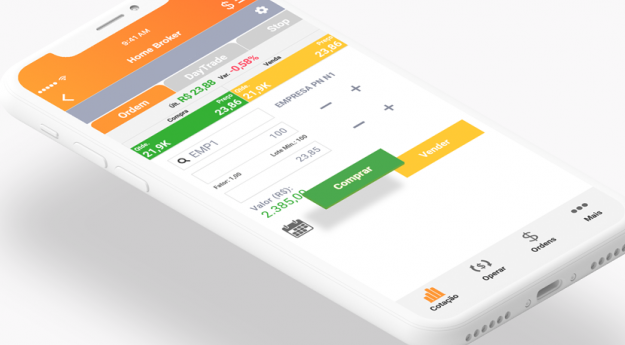 9:41 AM
$
Home Broker
Ordem
DayTrade
Stop
Últ. R$ 23,88 Var. -0,58%
Compra
Venda
Qtde.
Preço
21,9K
23,86
Qtde.
Preço
21,9K
23,86
EMP1
EMPRESA PN N1
100
Fator: 1,00
Lote Mín.: 100
23,85
Valor (R$):
2.385,00
Comprar
Vender
Cotação
Operar
Ordens
Mais